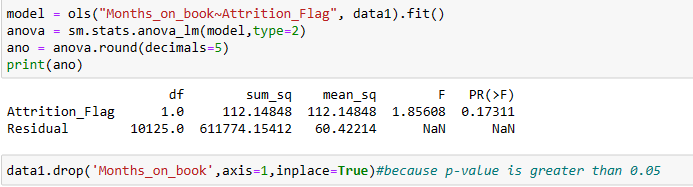 model = ols("Months_on_book~Attrition_Flag", data1).fit()
anova = sm.stats.anova_lm(model,type=2)
ano = anova.round(decimals=5)
print(ano)
df sum_sq mean_sq F PR(>F)
Attrition_Flag 1.0 112.14848 112.14848 1.85608 0.17311
Residual 10125.0 611774.15412 60.42214 NaN NaN
data1.drop('Months_on_book',axis=1,inplace=True)#because p-value is greater than 0.05